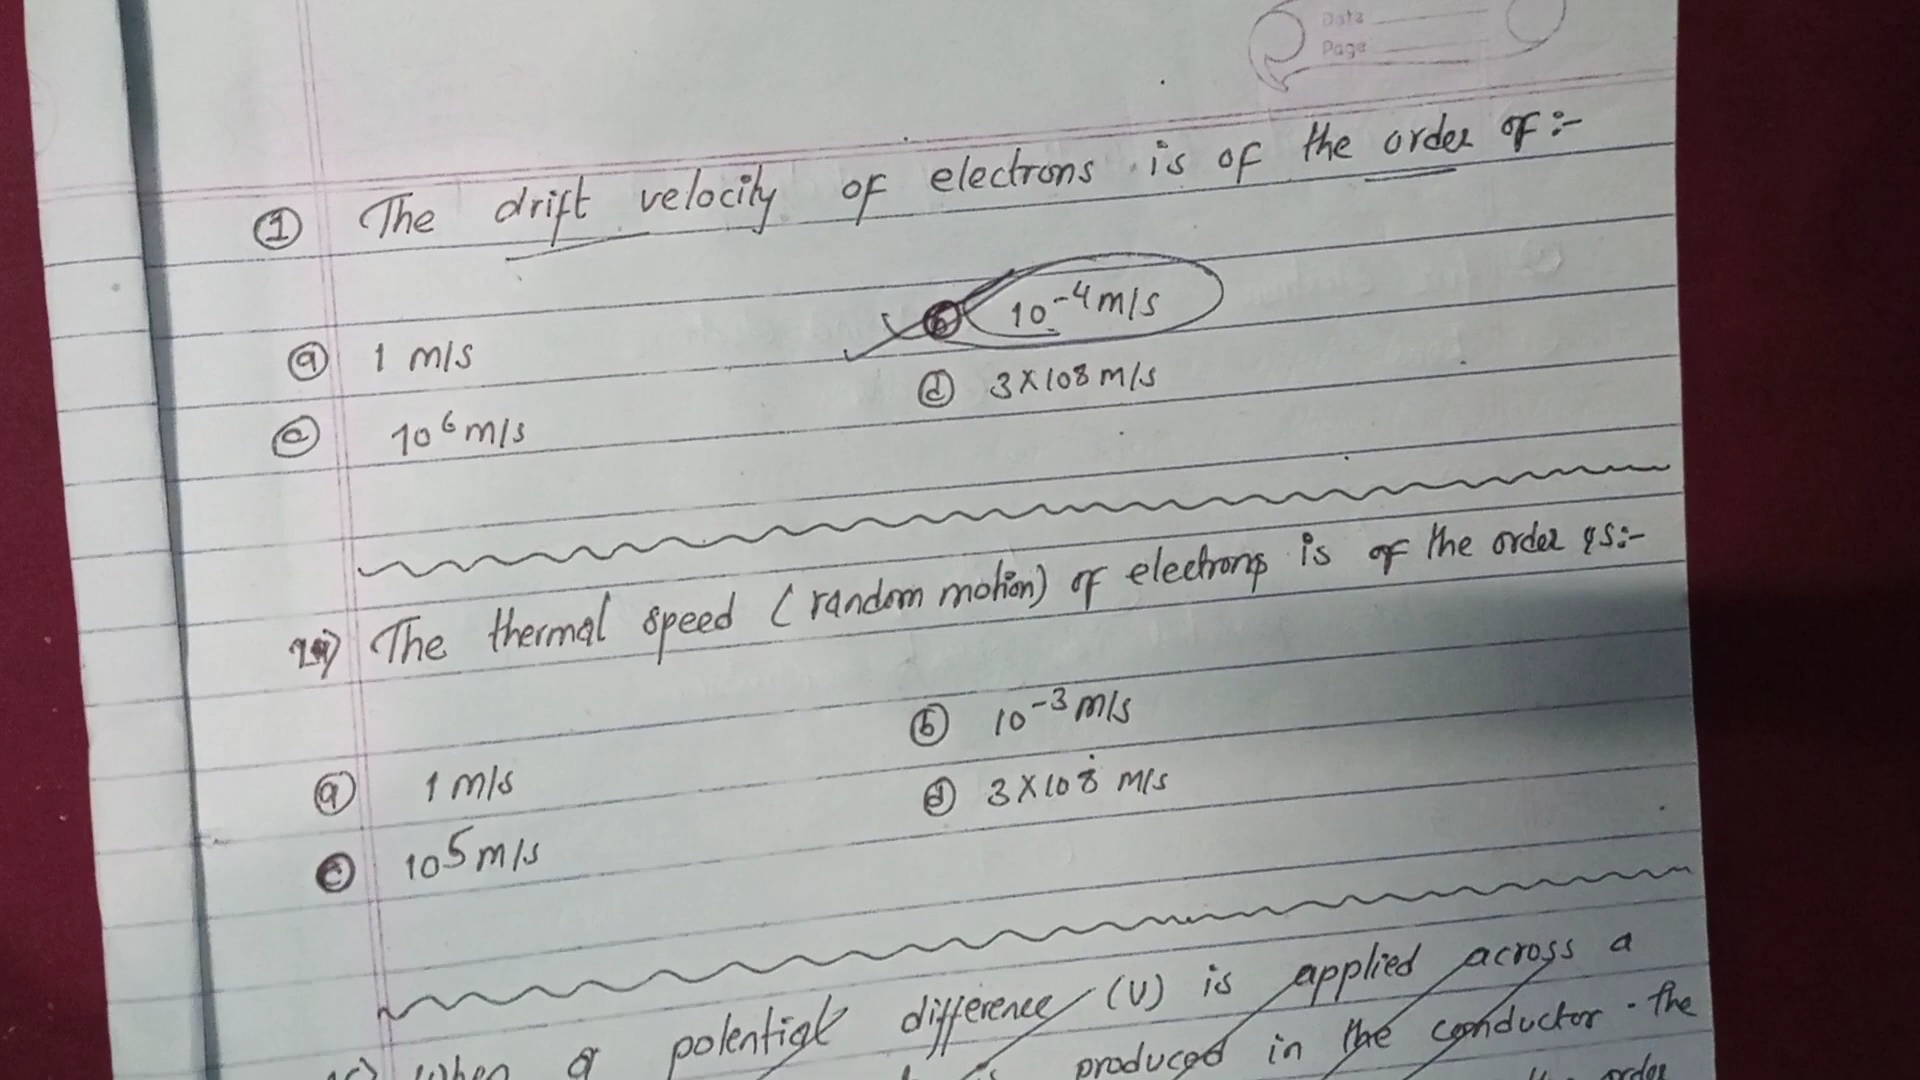 Date
Page
① The drift velocity of electrons is of the order of:-
ⓐ 1 m/s ⓑ 10⁻⁴ m/s
ⓒ 10⁶ m/s ⓓ 3×108 m/s
The thermal speed (random motion) of electrons is of the order
ⓐ 1 m/s ⓑ 10⁻³ m/s
ⓒ 10⁵ m/s ⓓ 3×10⁸ m/s
When a potential difference (V) is applied across a
produced in the conductor. the
order